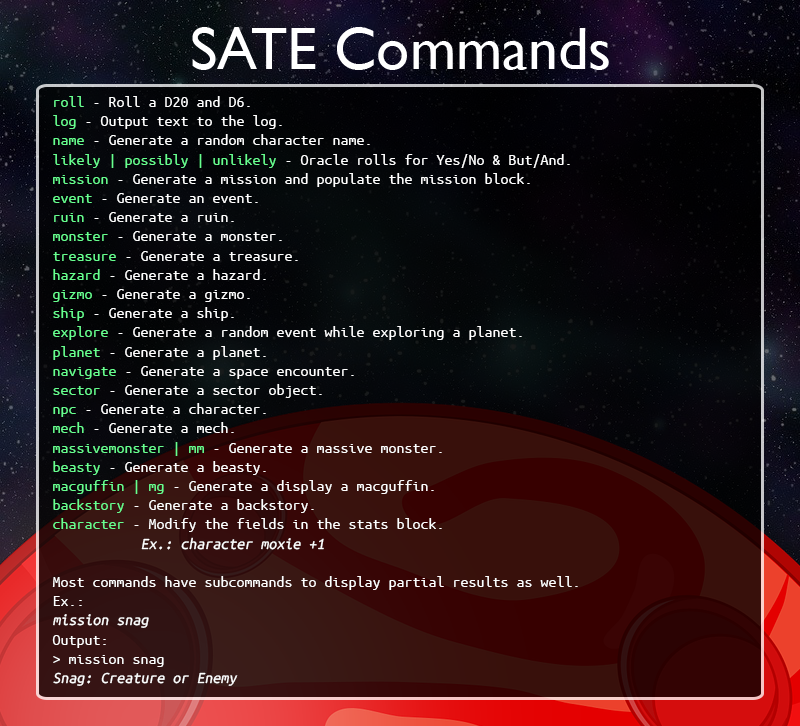 SATE Commands
roll - Roll a D20 and D6.
log - Output text to the log.
name - Generate a random character name.
likely | possibly | unlikely - Oracle rolls for Yes/No & But/And.
mission - Generate a mission and populate the mission block.
event - Generate an event.
ruin - Generate a ruin.
monster - Generate a monster.
treasure - Generate a treasure.
hazard - Generate a hazard.
gizmo - Generate a gizmo.
ship - Generate a ship.
explore - Generate a random event while exploring a planet.
planet - Generate a planet.
navigate - Generate a space encounter.
sector - Generate a sector object.
npc - Generate a character.
mech - Generate a mech.
massivemonster | mm - Generate a massive monster.
beasty - Generate a beasty.
macguffin | mg - Generate a display a macguffin.
backstory - Generate a backstory.
character - Modify the fields in the stats block.
Ex.: character moxie +1
Most commands have subcommands to display partial results as well.
Ex.:
mission snag
Output:
> mission snag
Snag: Creature or Enemy